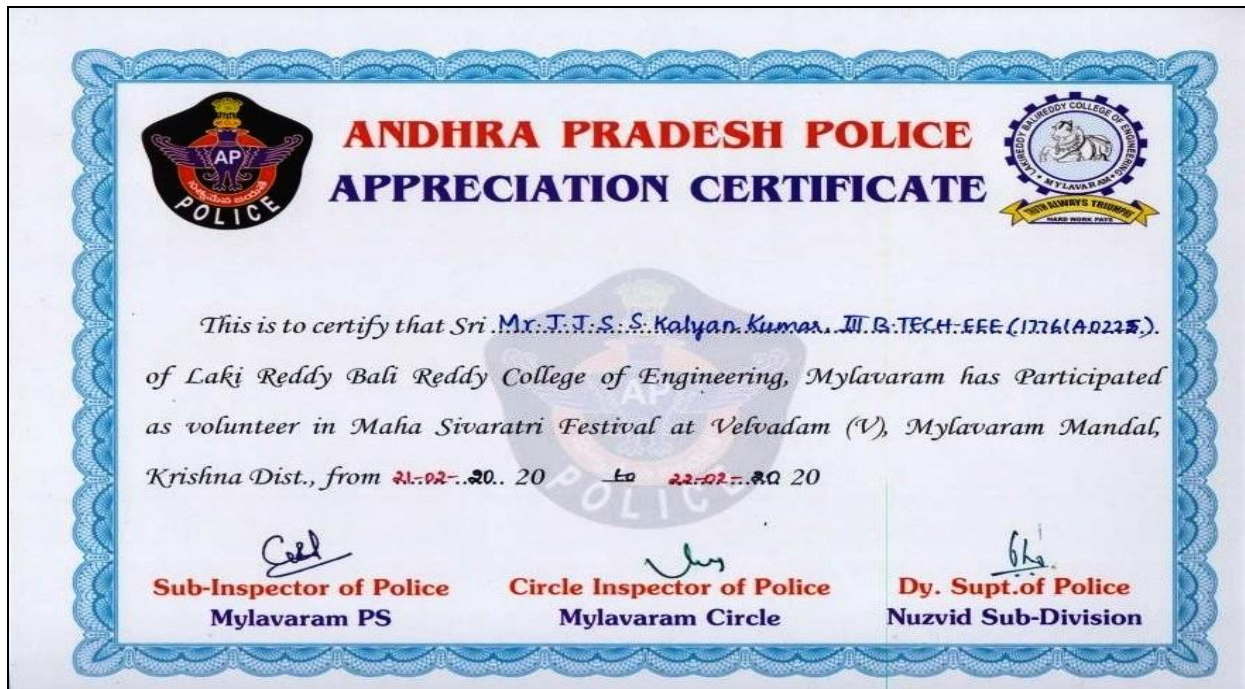 ANDHRA PRADESH POLICE
APPRECIATION CERTIFICATE
AP
POLICE
LAKIREDDY BALIREDDY COLLEGE OF ENGINEERING
MYLAVARAM
TRUTH ALWAYS TRIUMPHS
HARD WORK PAYS
This is to certify that Sri Mr. J. J. S. S. Kalyan Kumar, III B.TECH-EEE (17761A0225)
of Laki Reddy Bali Reddy College of Engineering, Mylavaram has Participated
as volunteer in Maha Sivaratri Festival at Velvadam (V), Mylavaram Mandal,
Krishna Dist., from 21-02-20.. 20 to 22-02-20 20
AP
POLICE
Sub-Inspector of Police
Mylavaram PS
Circle Inspector of Police
Mylavaram Circle
Dy. Supt.of Police
Nuzvid Sub-Division